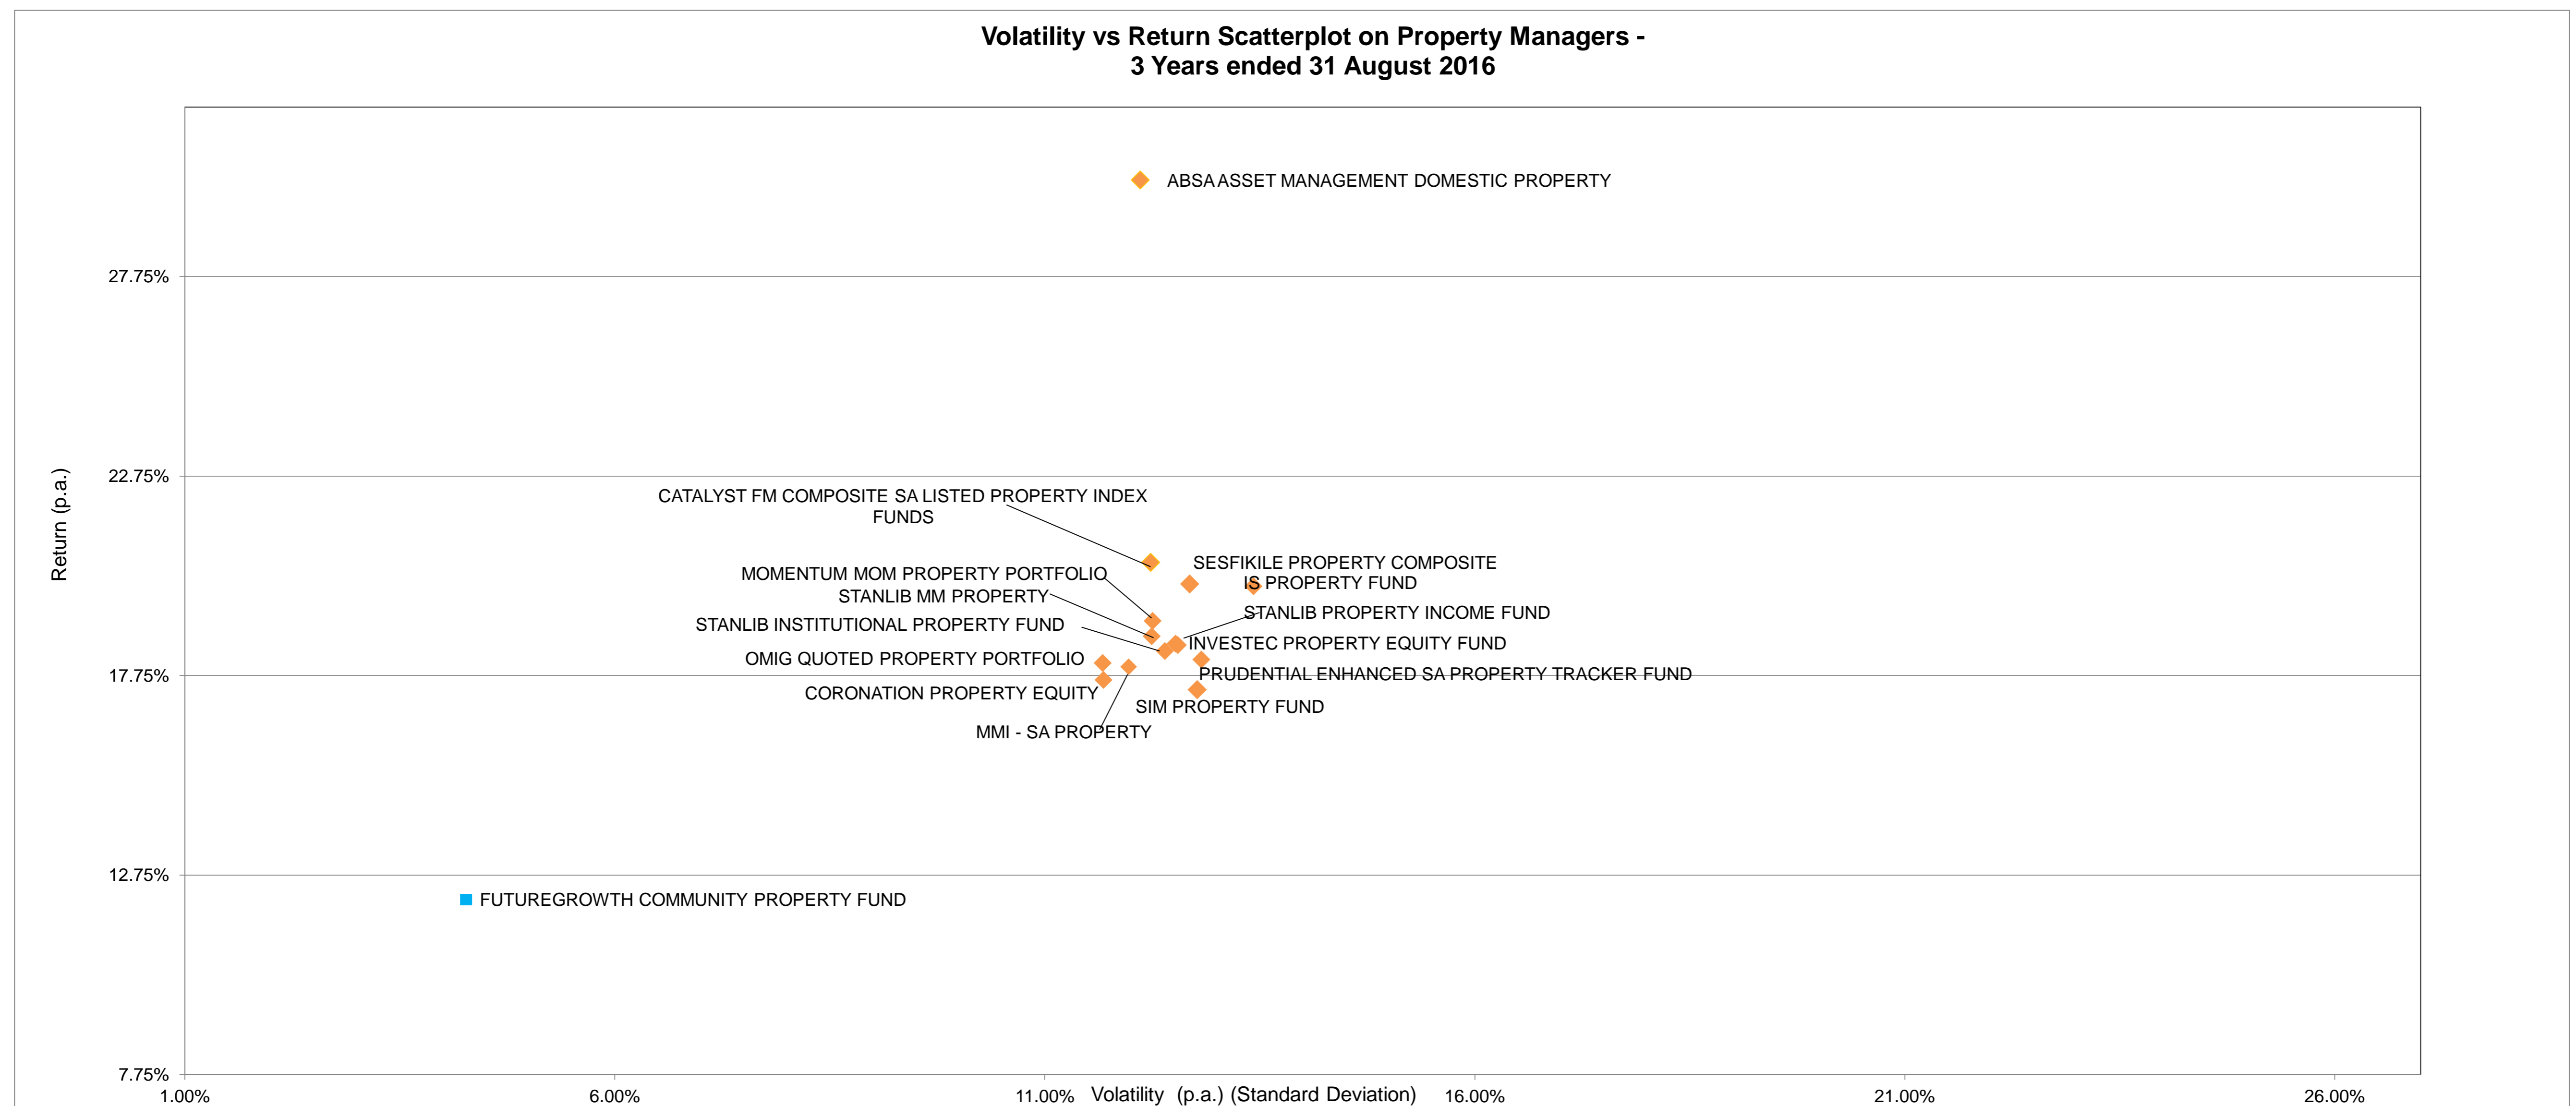 Volatility vs Return Scatterplot on Property Managers -
3 Years ended 31 August 2016
ABSA ASSET MANAGEMENT DOMESTIC PROPERTY
27.75%
22.75%
CATALYST FM COMPOSITE SA LISTED PROPERTY INDEX
FUNDS
Return (p.a.)
SESFIKILE PROPERTY COMPOSITE
MOMENTUM MOM PROPERTY PORTFOLIO
IS PROPERTY FUND
STANLIB MM PROPERTY
STANLIB PROPERTY INCOME FUND
STANLIB INSTITUTIONAL PROPERTY FUND
INVESTEC PROPERTY EQUITY FUND
OMIG QUOTED PROPERTY PORTFOLIO
17.75%
PRUDENTIAL ENHANCED SA PROPERTY TRACKER FUND
CORONATION PROPERTY EQUITY
SIM PROPERTY FUND
MMI - SA PROPERTY
12.75%
FUTUREGROWTH COMMUNITY PROPERTY FUND
7.75%
1.00%
6.00%
11.00%
Volatility (p.a.) (Standard Deviation)
16.00%
21.00%
26.00%